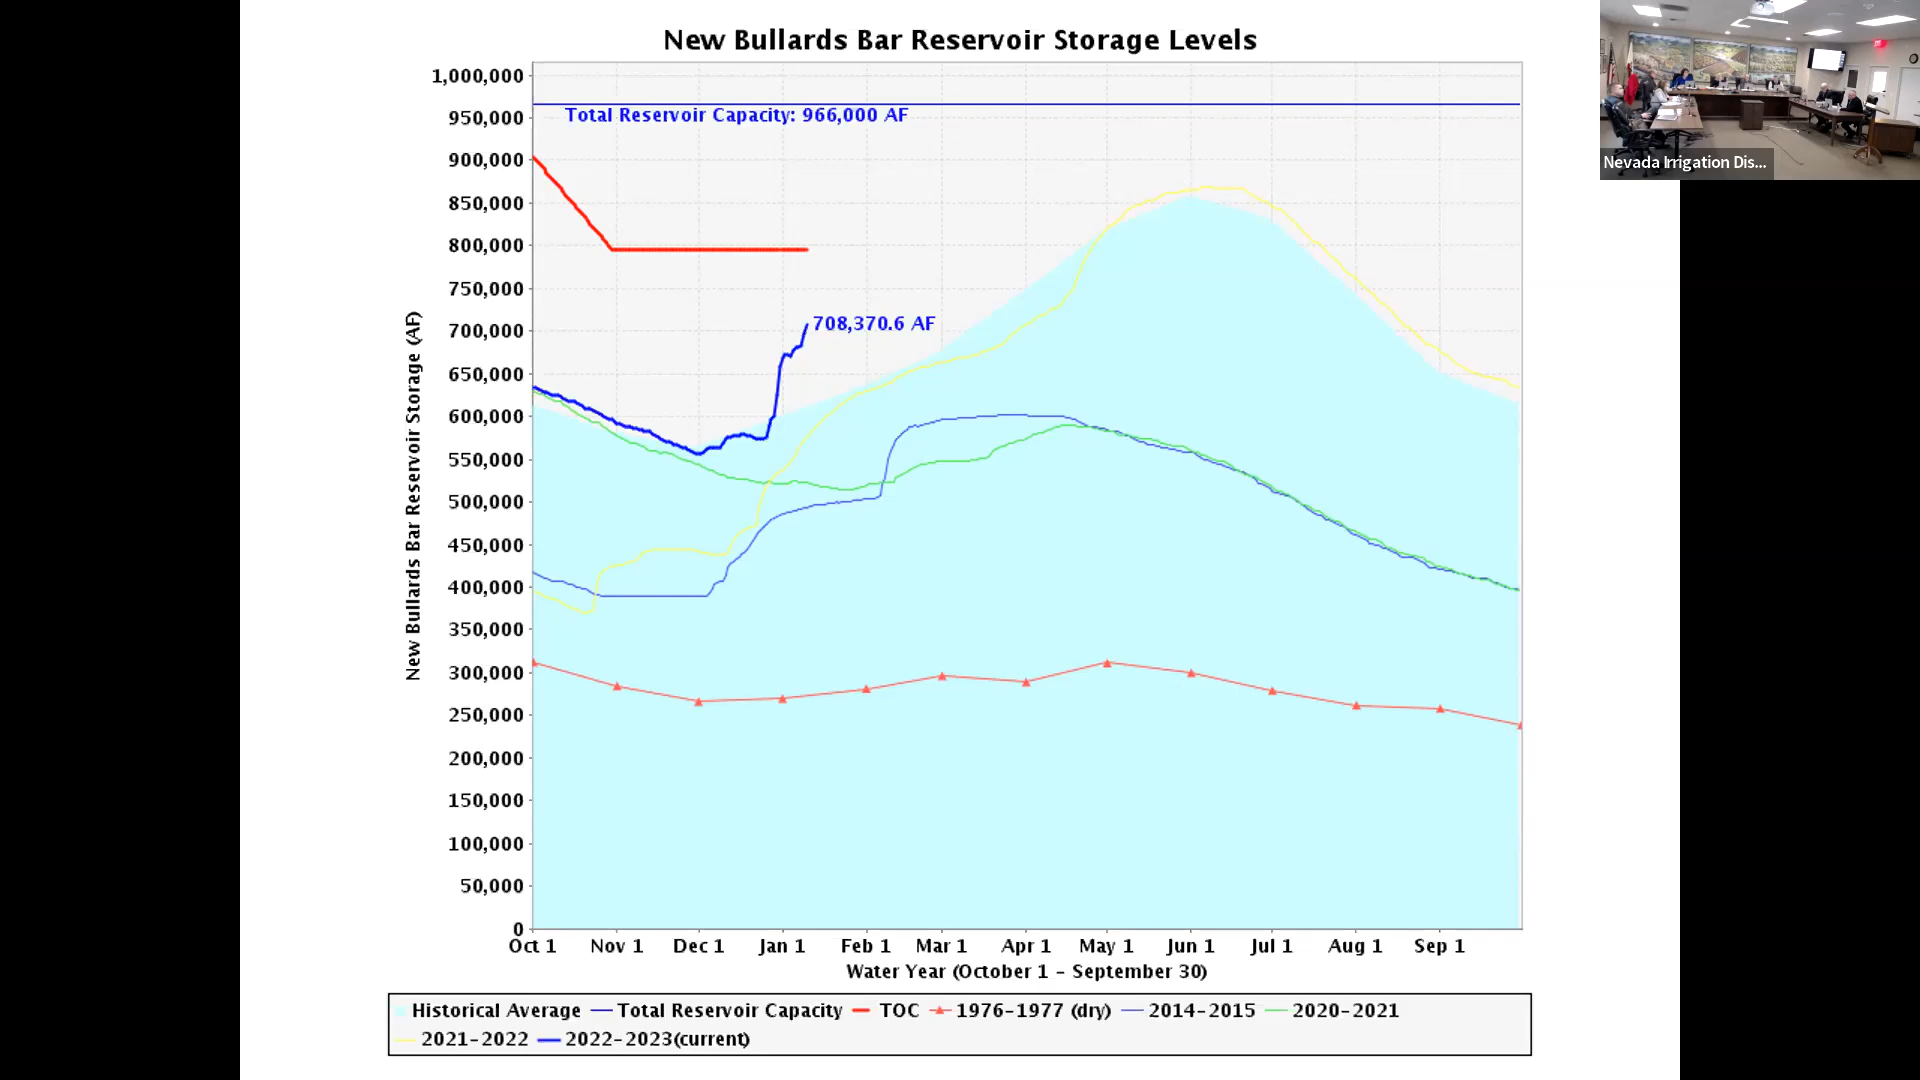 New Bullards Bar Reservoir Storage Levels
1,000,000
950,000
900,000
850,000
800,000
750,000
700,000
650,000
600,000
550,000
500,000
450,000
400,000
350,000
300,000
250,000
200,000
150,000
100,000
50,000
0
New Bullards Bar Reservoir Storage (AF)
Total Reservoir Capacity: 966,000 AF
708,370.6 AF
Oct 1 Nov 1 Dec 1 Jan 1 Feb 1 Mar 1 Apr 1 May 1 Jun 1 Jul 1 Aug 1 Sep 1
Water Year (October 1 - September 30)
Historical Average Total Reservoir Capacity TOC 1976-1977 (dry) 2014-2015 2020-2021
2021-2022 2022-2023(current)
Nevada Irrigation Dis...